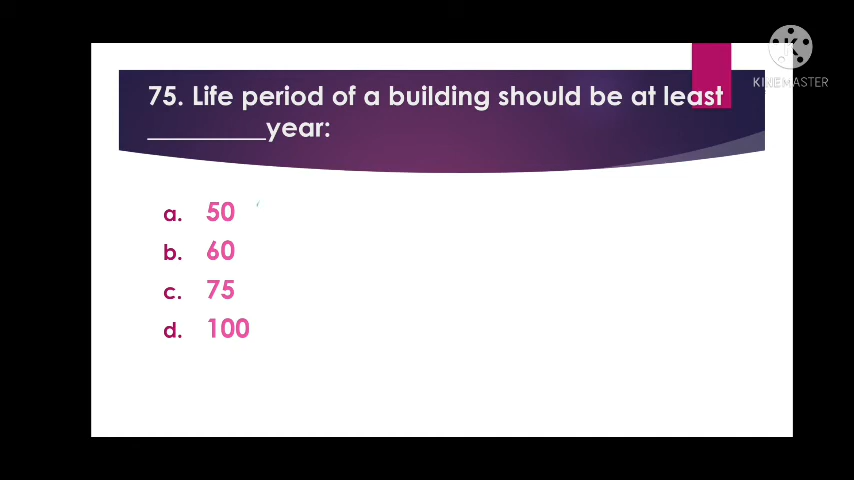 75. Life period of a building should be at least
_________year:
a. 50
b. 60
c. 75
d. 100
K
KINEMASTER